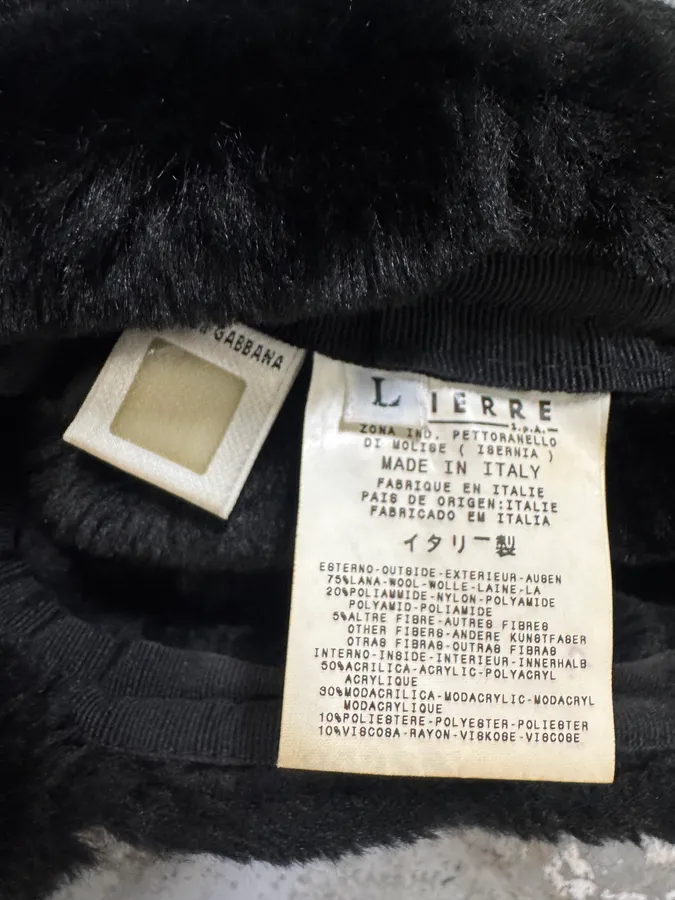 GABBANA
L
IERRE
S.p.A.
ZONA IND. PETTORANELLO
DI MOLISE ( ISERNIA )
MADE IN ITALY
FABRIQUE EN ITALIE
PAIS DE ORIGEN:ITALIE
FABRICADO EM ITALIA
イタリー製
ESTERNO-OUTSIDE-EXTERIEUR-AUSEN
75%LANA-WOOL-WOLLE-LAINE-LA
20%POLIAMMIDE-NYLON-POLYAMIDE
POLYAMID-POLIAMIDE
5%ALTRE FIBRE-AUTRES FIBRES
OTHER FIBERS-ANDERE KUNSTFASER
OTRAS FIBRAS-OUTRAS FIBRAS
INTERNO-INSIDE-INTERIEUR-INNERHALB
50%ACRILICA-ACRYLIC-POLYACRYL
ACRYLIQUE
30%MODACRILICA-MODACRYLIC-MODACRYL
MODACRYLIQUE
10%POLIESTERE-POLYESTER-POLIESTER
10%VISCOSA-RAYON-VISKOSE-VISCOSE